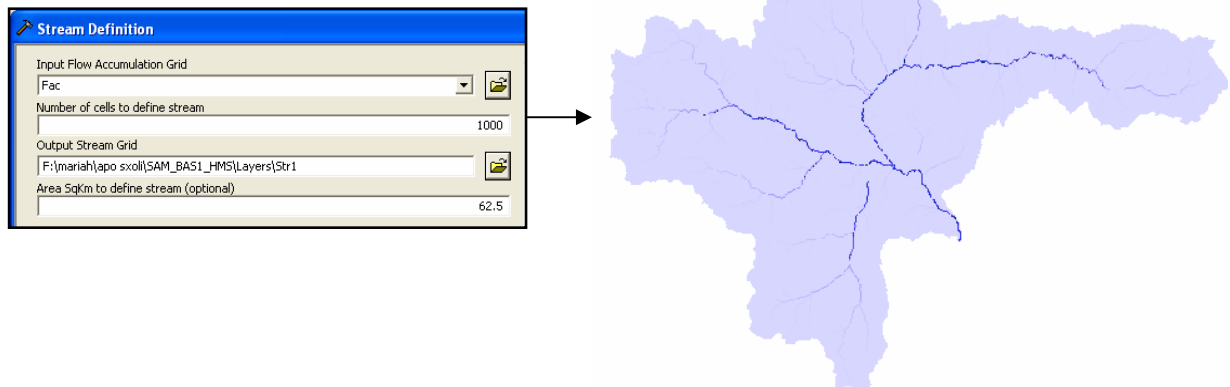 Stream Definition
Input Flow Accumulation Grid
Fac
Number of cells to define stream
1000
Output Stream Grid
F:\mariah\apo sxoli\SAM_BAS1_HMS\Layers\Str1
Area SqKm to define stream (optional)
62.5